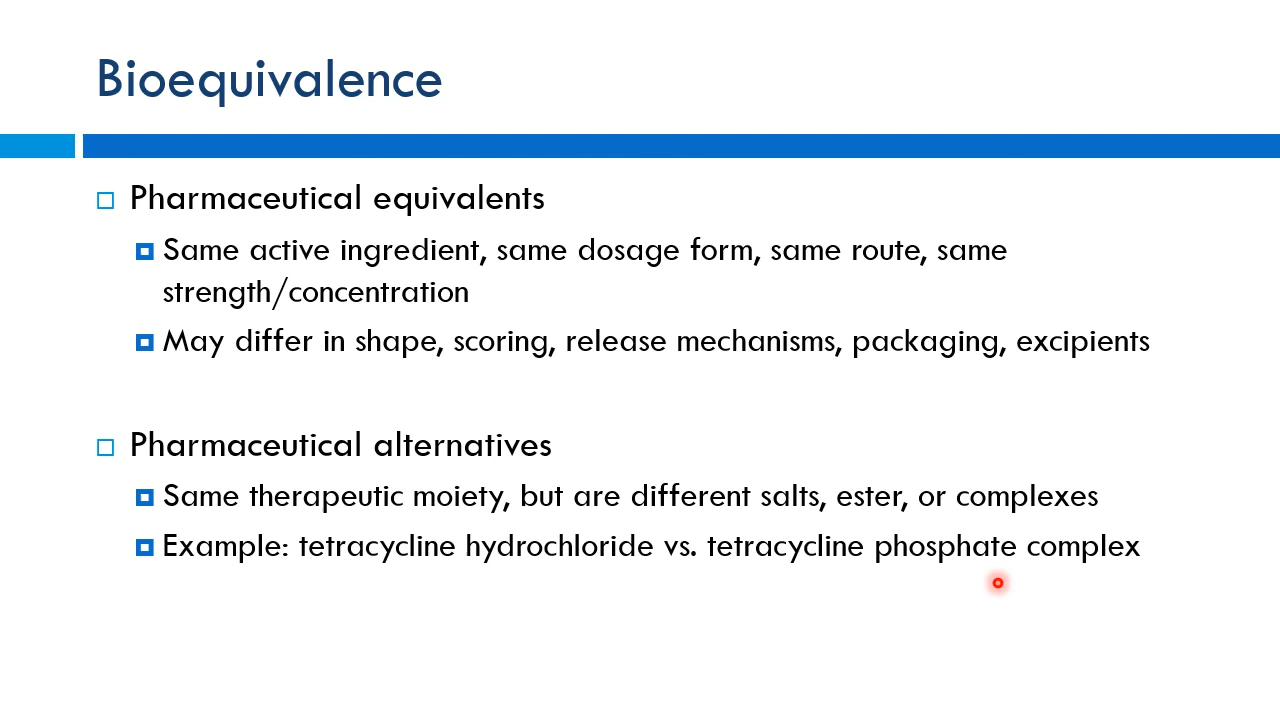 Bioequivalence
Pharmaceutical equivalents
Same active ingredient, same dosage form, same route, same
strength/concentration
May differ in shape, scoring, release mechanisms, packaging, excipients
Pharmaceutical alternatives
Same therapeutic moiety, but are different salts, ester, or complexes
Example: tetracycline hydrochloride vs. tetracycline phosphate complex